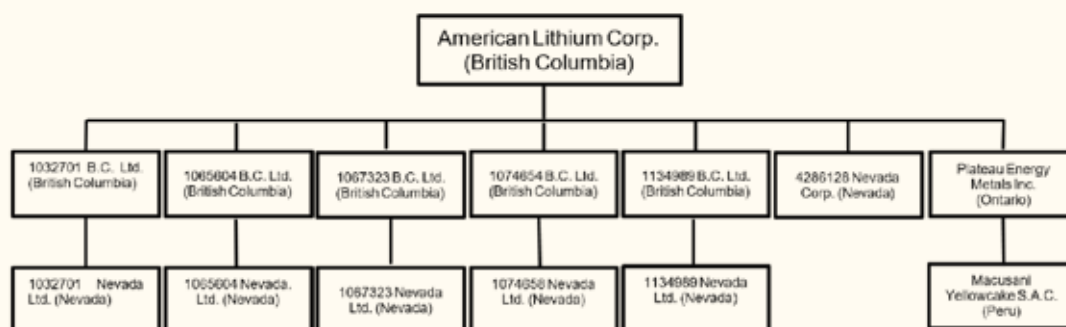 American Lithium Corp.
(British Columbia)
1032701 B.C. Ltd.
(British Columbia)
1065604 B.C. Ltd.
(British Columbia)
1067323 B.C. Ltd.
(British Columbia)
1074654 B.C. Ltd.
(British Columbia)
1134989 B.C. Ltd.
(British Columbia)
4286128 Nevada
Corp. (Nevada)
Plateau Energy
Metals Inc.
(Ontario)
1032701 Nevada
Ltd. (Nevada)
1065604 Nevada.
Ltd. (Nevada)
1067323 Nevada
Ltd. (Nevada)
1074658 Nevada
Ltd. (Nevada)
1134989 Nevada
Ltd. (Nevada)
Macusani
Yellowcake S.A.C.
(Peru)